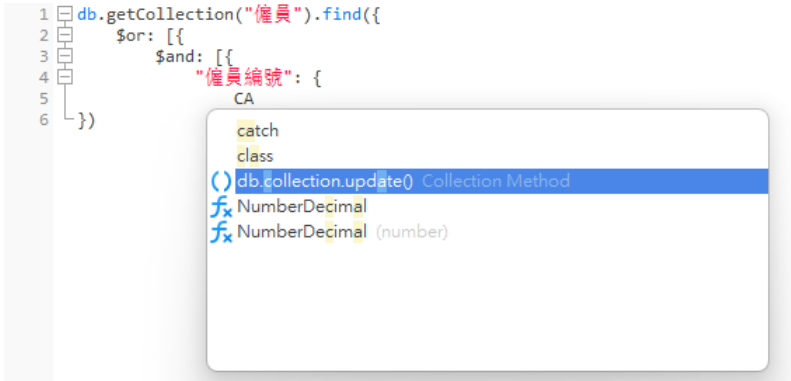 1 db.getCollection("僱員").find({
2 $or: [{
3 $and: [{
4 "僱員編號": {
5 CA
6 })
catch
class
db.collection.update() Collection Method
NumberDecimal
NumberDecimal (number)